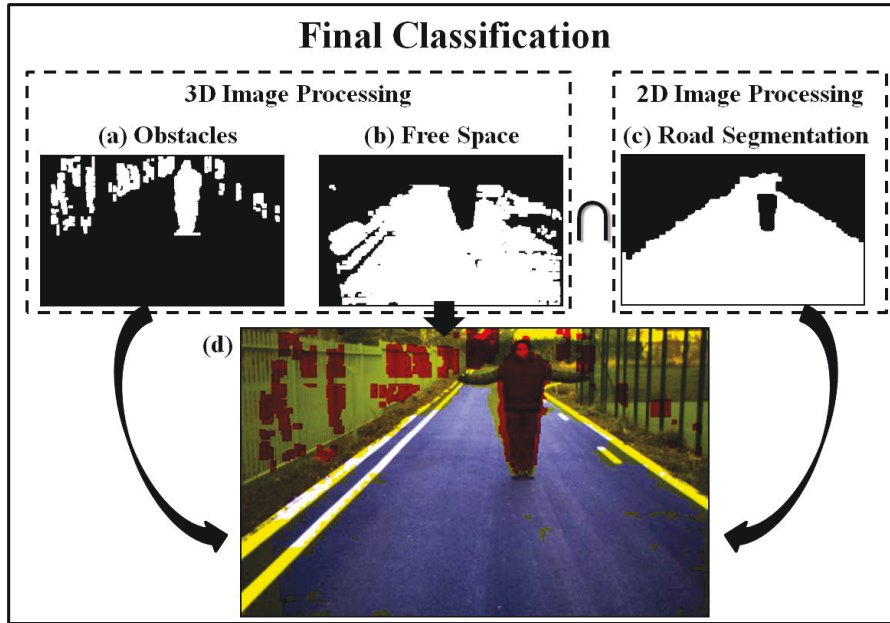 Final Classification
3D Image Processing
2D Image Processing
(a) Obstacles
(b) Free Space
(c) Road Segmentation
∩
(d)